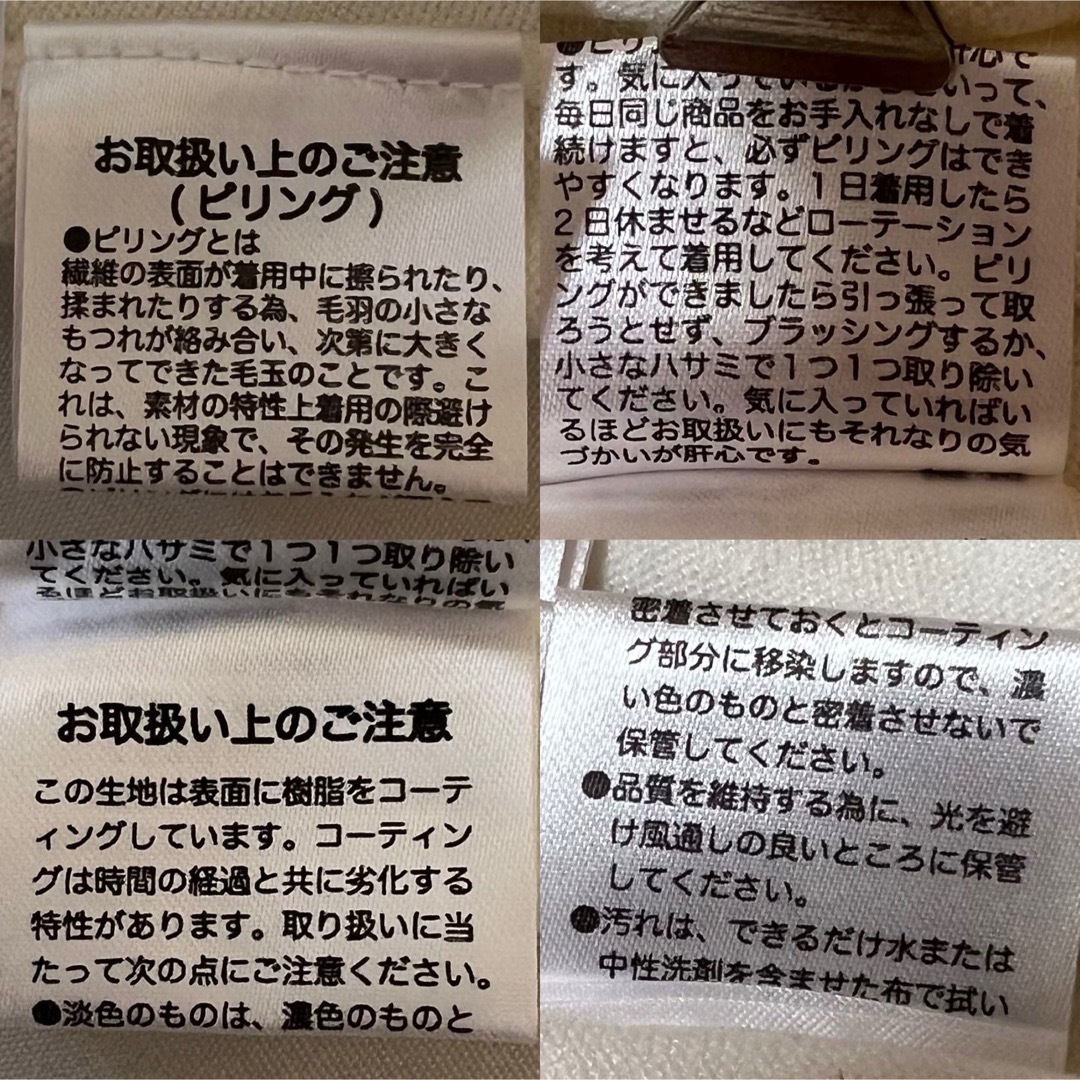 お取扱い上のご注意
(ピリング)
●ピリングとは
繊維の表面が着用中に擦られたり、
揉まれたりする為、毛羽の小さな
もつれが絡み合い、次第に大きく
なってできた毛玉のことです。こ
れは、素材の特性上着用の際避け
られない現象で、その発生を完全
に防止することはできません。
●ピリ
す。気に入ってい いって、
毎日同じ商品をお手入れなしで着
続けますと、必ずピリングはでき
やすくなります。1日着用したら
2日休ませるなどローテーション
を考えて着用してください。ピリ
ングができましたら引っ張って取
ろうとせず、ブラッシングするか、
小さなハサミで1つ1つ取り除い
てください。気に入っていればい
るほどお取扱いにもそれなりの気
づかいが肝心です。
小さなハサミで1つ1つ取り除い
てください。気に入っていればい
るほどお取扱いにもそれなりの気
お取扱い上のご注意
この生地は表面に樹脂をコーテ
ィングしています。コーティン
グは時間の経過と共に劣化する
特性があります。取り扱いに当
たって次の点にご注意ください。
●淡色のものは、濃色のものと
密着させておくとコーティン
グ部分に移染しますので、濃
い色のものと密着させないで
保管してください。
●品質を維持する為に、光を避
け風通しの良いところに保管
してください。
●汚れは、できるだけ水または
中性洗剤を含ませた布で拭い